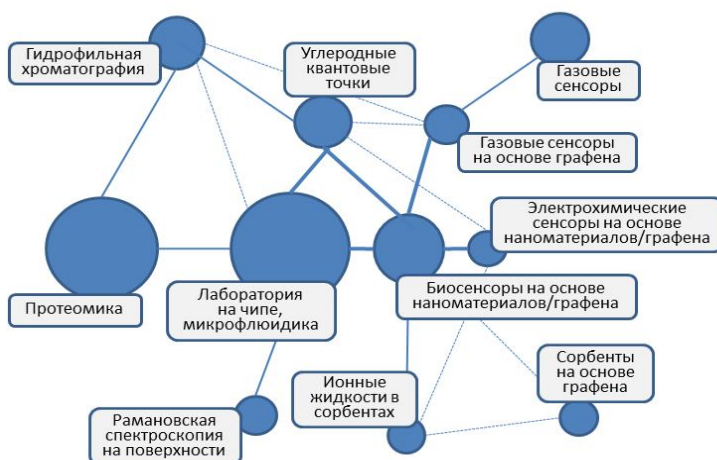 Гидрофильная
хроматография
Углеродные
квантовые
точки
Газовые
сенсоры
Газовые сенсоры
на основе графена
Электрохимические
сенсоры на основе
наноматериалов/графена
Протеомика
Лаборатория
на чипе,
микрофлюидика
Биосенсоры на основе
наноматериалов/графена
Рамановская
спектроскопия
на поверхности
Ионные
жидкости в
сорбентах
Сорбенты
на основе
графена